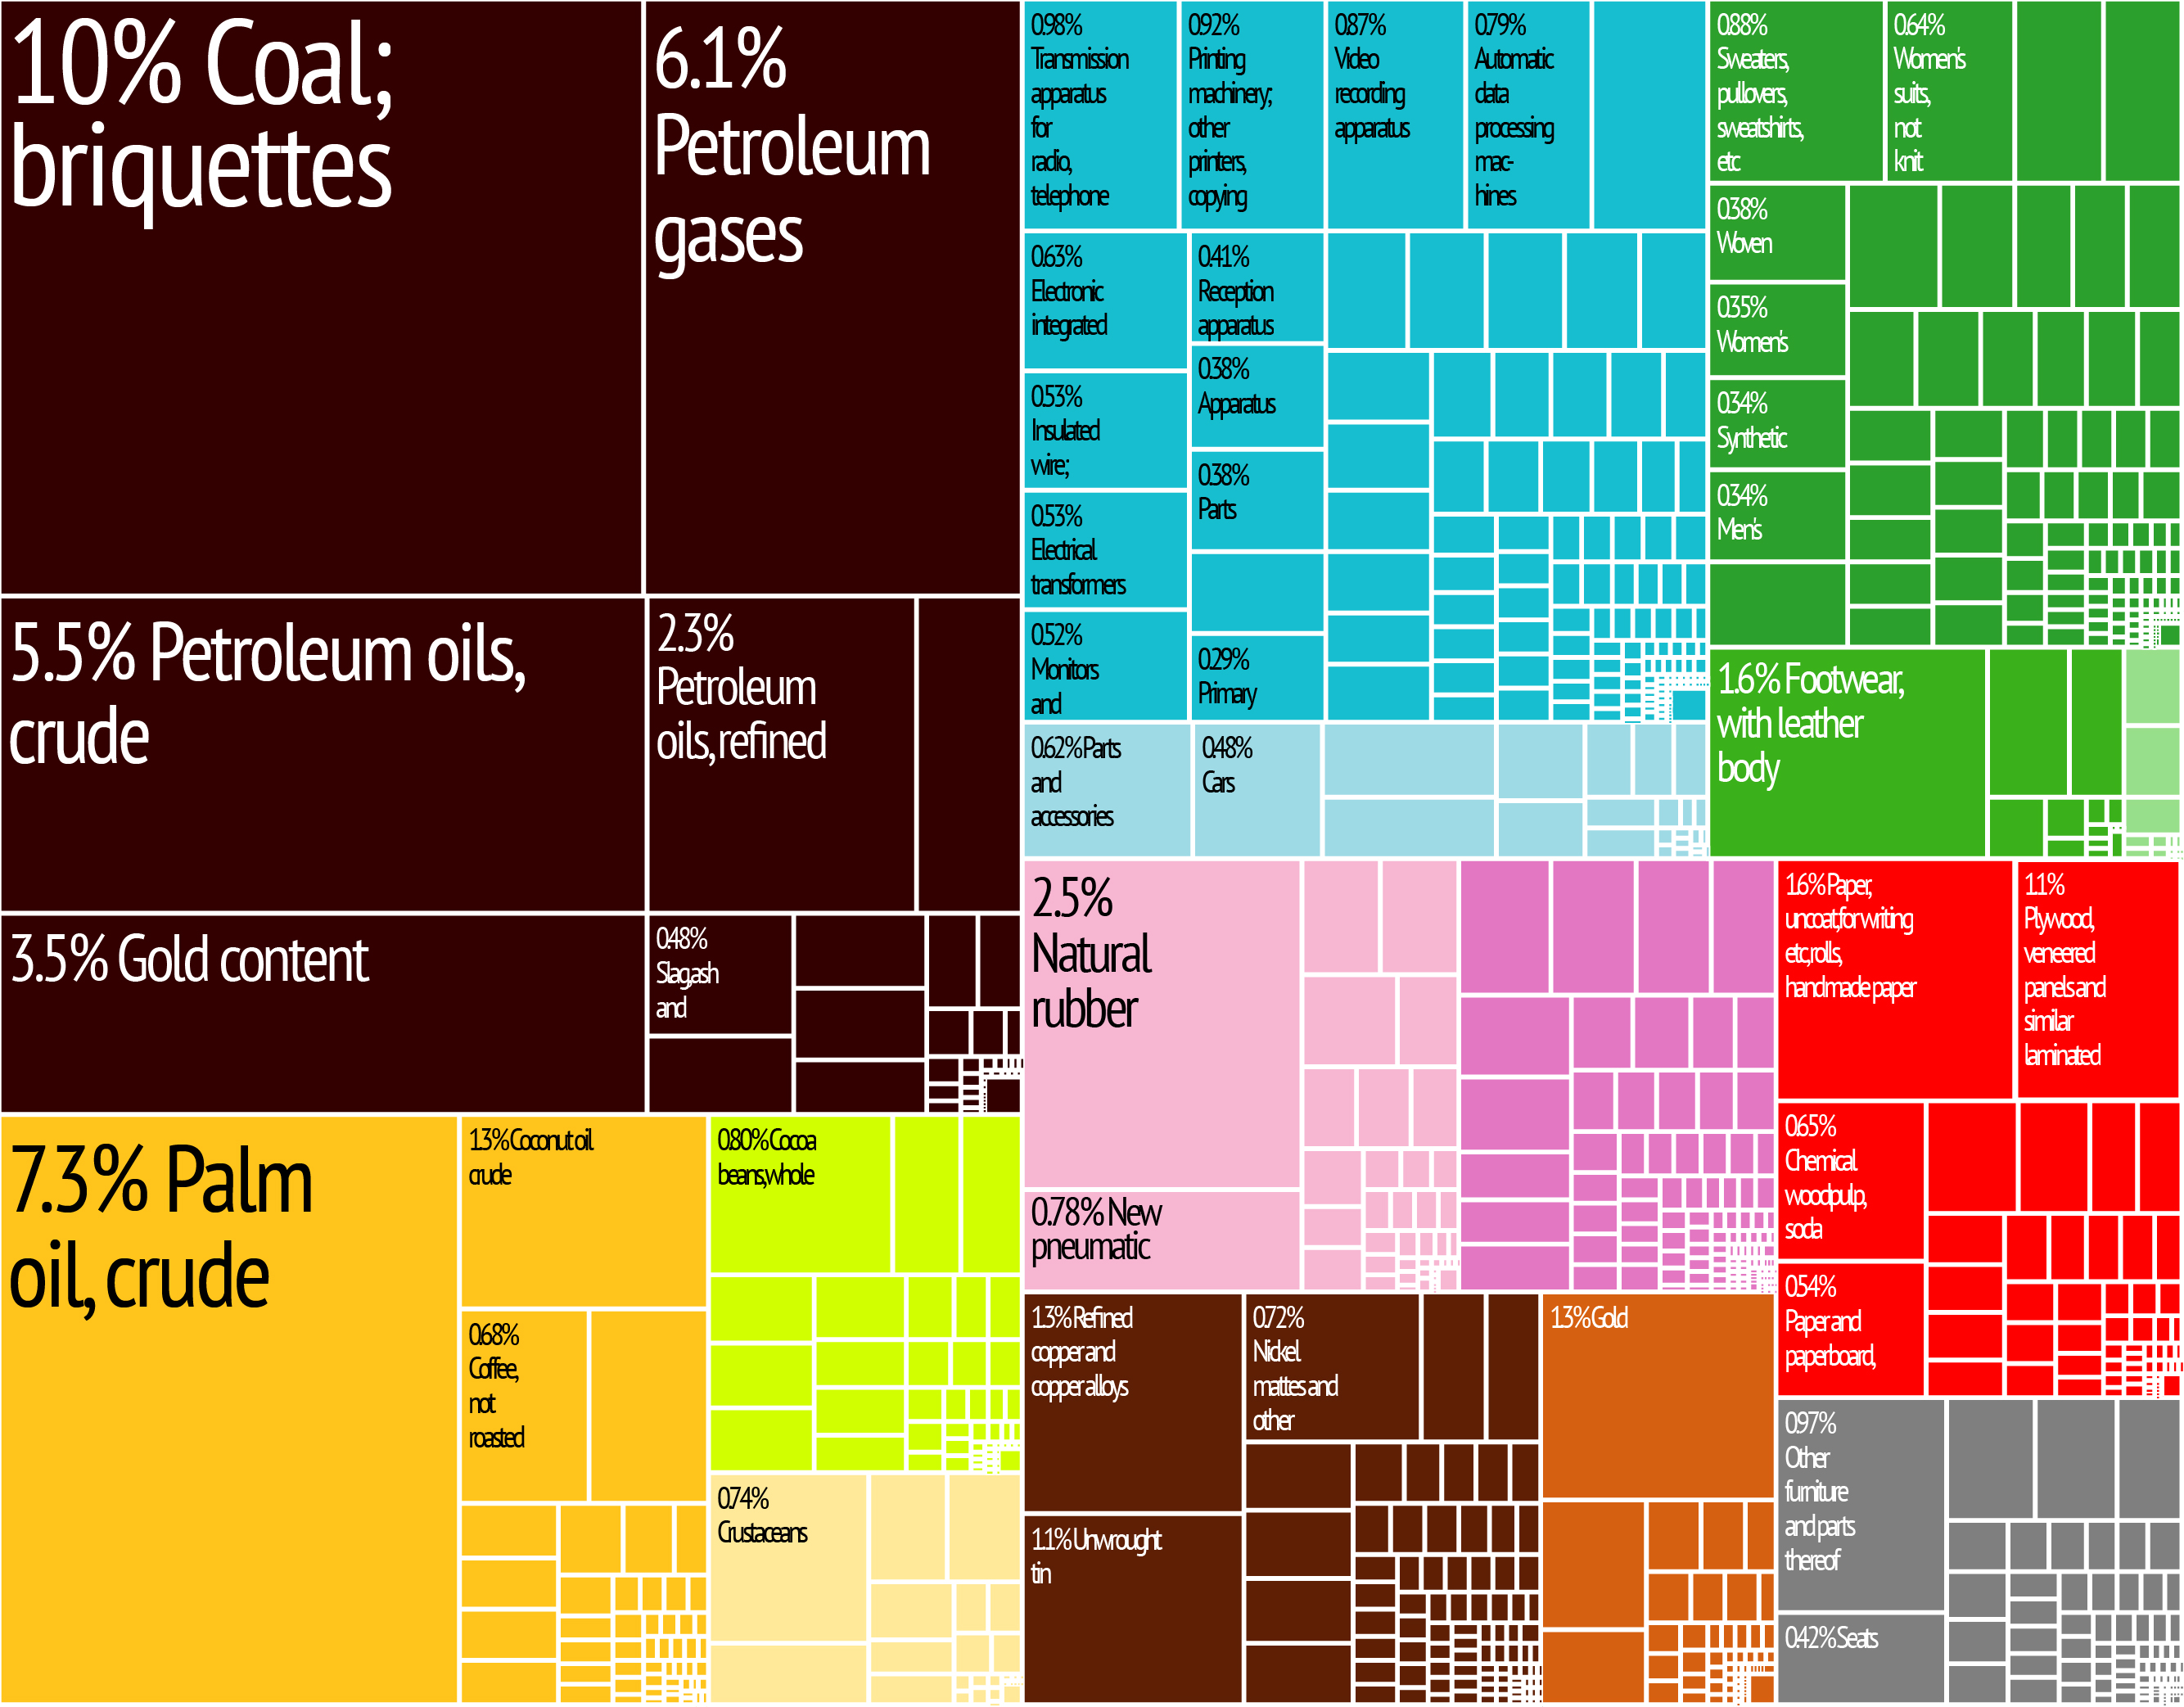 10% Coal;
briquettes
6.1%
Petroleum
gases
5.5% Petroleum oils,
crude
2.3%
Petroleum
oils, refined
3.5% Gold content
0.48%
Slag,ash
and
7.3% Palm
oil, crude
1.3% Coconut oil
crude
0.68%
Coffee,
not
roasted
0.80% Cocoa
beans,whole
0.74%
Crustaceans
0.98%
Transmission
apparatus
for
radio,
telephone
0.92%
Printing
machinery;
other
printers,
copying
0.87%
Video
recording
apparatus
0.79%
Automatic
data
processing
mac-
hines
0.63%
Electronic
integrated
0.41%
Reception
apparatus
0.53%
Insulated
wire;
0.38%
Apparatus
0.38%
Parts
0.53%
Electrical
transformers
0.52%
Monitors
and
0.29%
Primary
0.62% Parts
and
accessories
0.48%
Cars
0.88%
Sweaters,
pullovers,
sweatshirts,
etc
0.64%
Women's
suits,
not
knit
0.38%
Woven
0.35%
Women's
0.34%
Synthetic
0.34%
Men's
1.6% Footwear,
with leather
body
2.5%
Natural
rubber
0.78% New
pneumatic
1.6% Paper,
uncoat,for writing
etc,rolls,
handmade paper
1.1%
Plywood,
veneered
panels and
similar
laminated
0.65%
Chemical
woodpulp,
soda
0.54%
Paper and
paperboard,
1.3% Refined
copper and
copper alloys
0.72%
Nickel
mattes and
other
1.1% Unwrought
tin
1.3% Gold
0.97%
Other
furniture
and parts
thereof
0.42% Seats